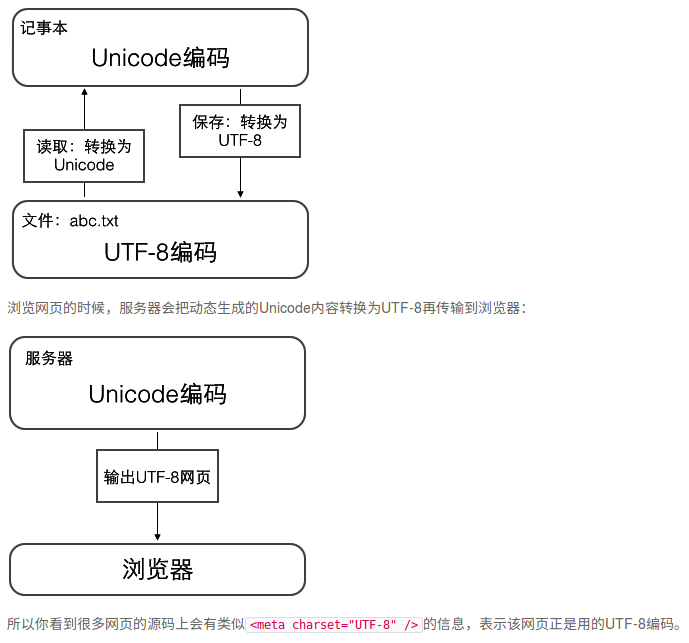 记事本
Unicode编码
读取：转换为
Unicode
保存：转换为
UTF-8
文件：abc.txt
UTF-8编码
浏览网页的时候，服务器会把动态生成的Unicode内容转换为UTF-8再传输到浏览器：
服务器
Unicode编码
输出UTF-8网页
浏览器
所以你看到很多网页的源码上会有类似<meta charset="UTF-8" />的信息，表示该网页正是用的UTF-8编码。